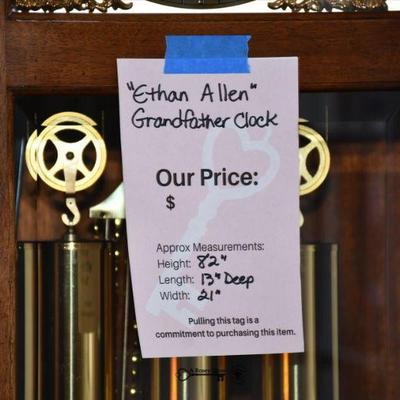 "Ethan Allen"
Grandfather Clock
Our Price:
$
Approx Measurements:
Height: 82"
Length: 13" Deep
Width: 21"
Pulling this tag is a
commitment to purchasing this item.